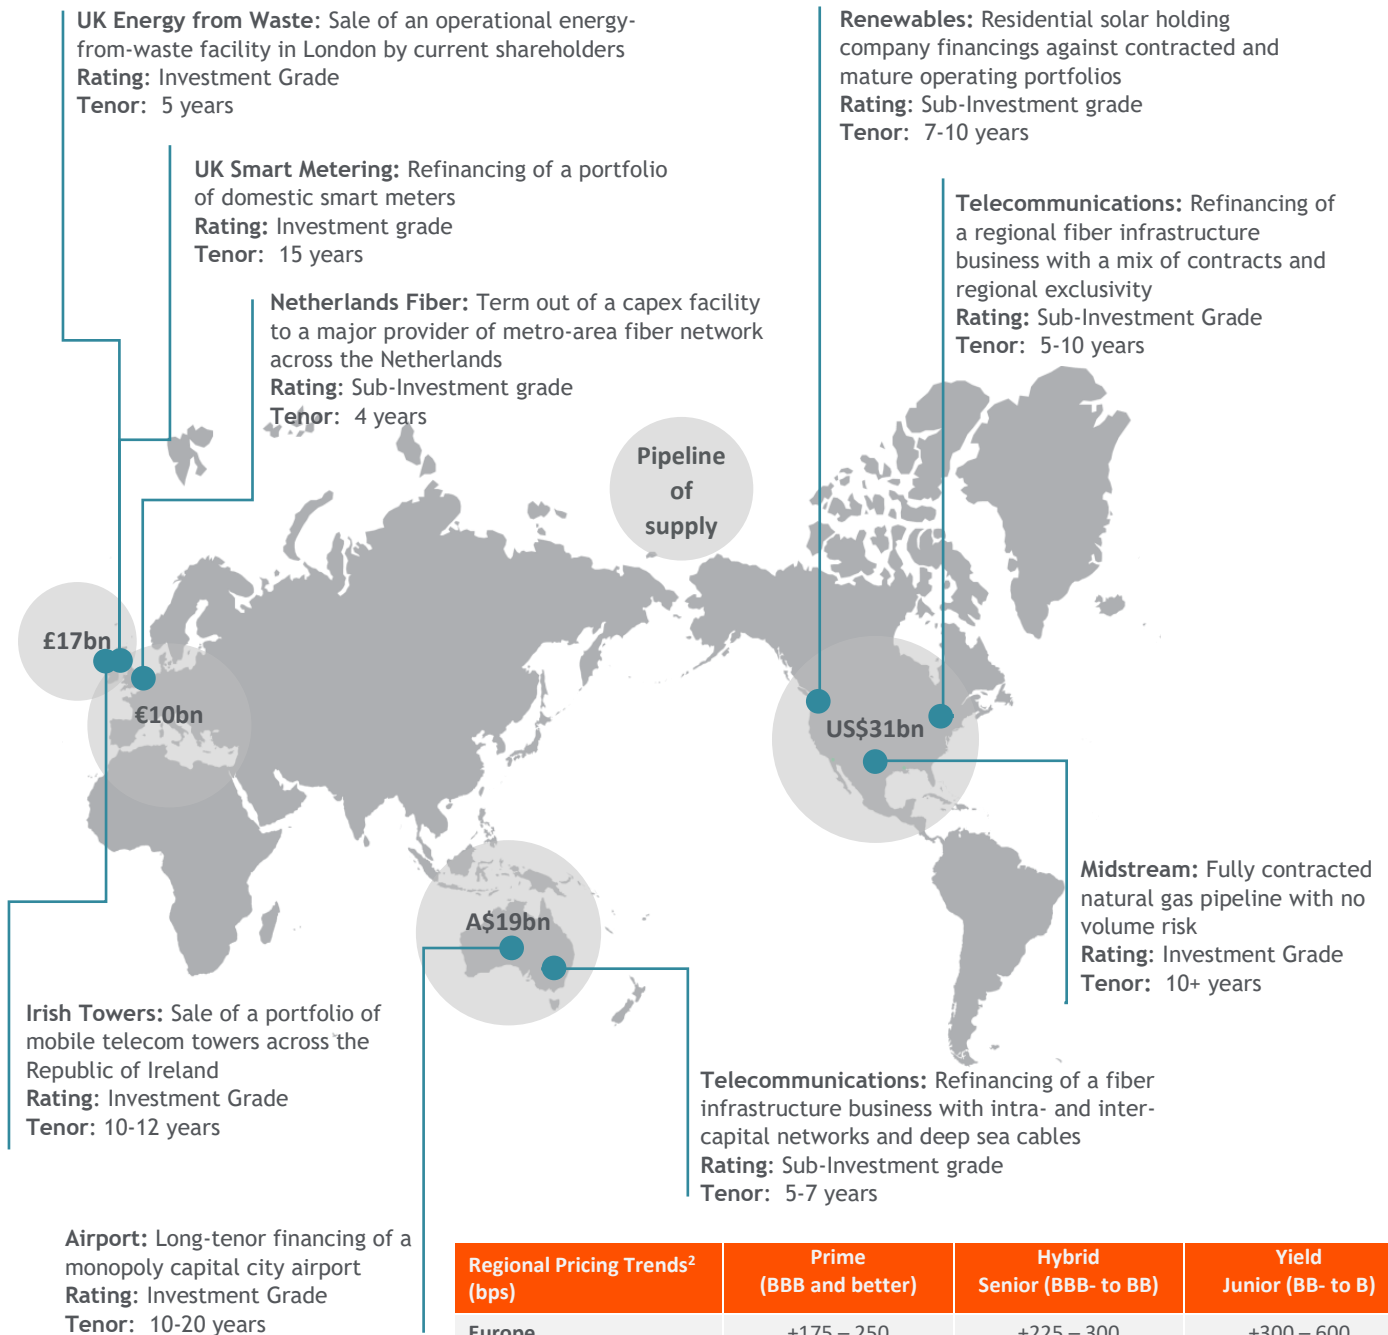 UK Energy from Waste: Sale of an operational energy-
from-waste facility in London by current shareholders
Rating: Investment Grade
Tenor: 5 years
UK Smart Metering: Refinancing of a portfolio
of domestic smart meters
Rating: Investment grade
Tenor: 15 years
Netherlands Fiber: Term out of a capex facility
to a major provider of metro-area fiber network
across the Netherlands
Rating: Sub-Investment grade
Tenor: 4 years
Renewables: Residential solar holding
company financings against contracted and
mature operating portfolios
Rating: Sub-Investment grade
Tenor: 7-10 years
Telecommunications: Refinancing of
a regional fiber infrastructure
business with a mix of contracts and
regional exclusivity
Rating: Sub-Investment Grade
Tenor: 5-10 years
Pipeline
of
supply
£17bn
€10bn
US$31bn
A$19bn
Midstream: Fully contracted
natural gas pipeline with no
volume risk
Rating: Investment Grade
Tenor: 10+ years
Irish Towers: Sale of a portfolio of
mobile telecom towers across the
Republic of Ireland
Rating: Investment Grade
Tenor: 10-12 years
Telecommunications: Refinancing of a fiber
infrastructure business with intra- and inter-
capital networks and deep sea cables
Rating: Sub-Investment grade
Tenor: 5-7 years
Airport: Long-tenor financing of a
monopoly capital city airport
Rating: Investment Grade
Tenor: 10-20 years
Regional Pricing Trends² (bps)
Prime
(BBB and better)
Hybrid
Senior (BBB- to BB)
Yield
Junior (BB- to B)
Europe +175 – 250 +225 – 300 +300 – 600